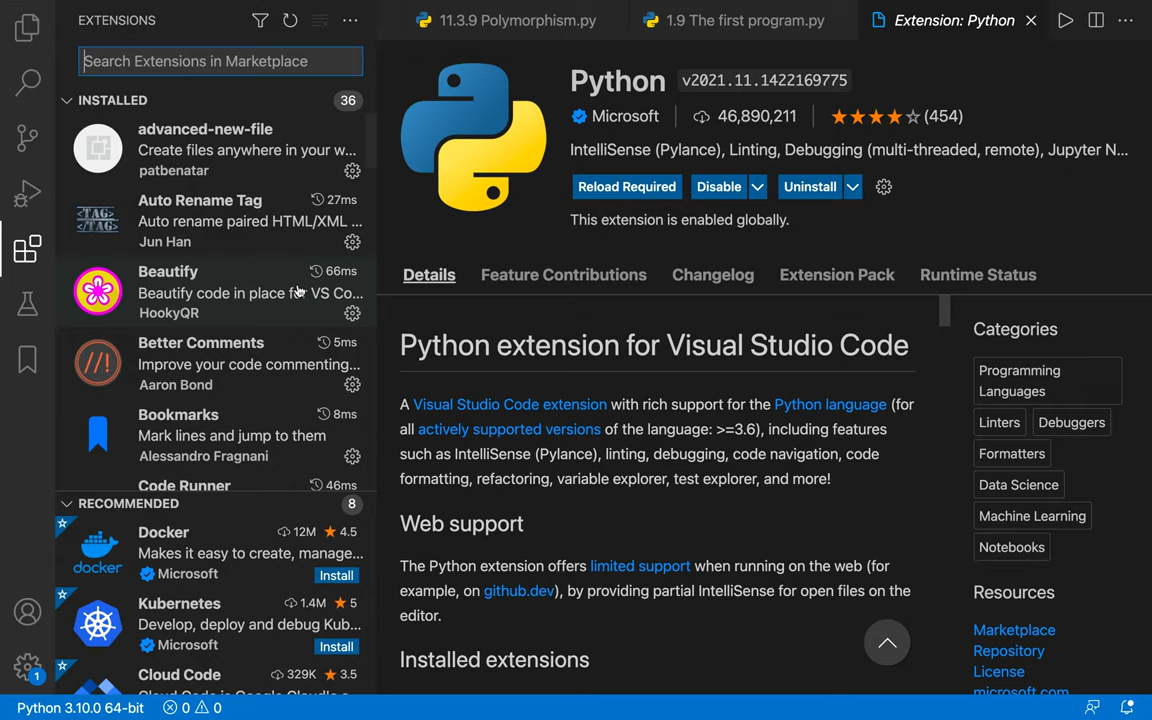 EXTENSIONS
Search Extensions in Marketplace
INSTALLED 36
advanced-new-file
Create files anywhere in your w...
patbenatar
<TAG>
</TAG>
Auto Rename Tag 27ms
Auto rename paired HTML/XML ...
Jun Han
Beautify 66ms
Beautify code in place for VS Co...
HookyQR
//!
Better Comments 5ms
Improve your code commenting...
Aaron Bond
Bookmarks 8ms
Mark lines and jump to them
Alessandro Fragnani
Code Runner 46ms
RECOMMENDED 8
docker
Docker 12M ★ 4.5
Makes it easy to create, manage...
Microsoft Install
Kubernetes 1.4M ★ 5
Develop, deploy and debug Kub...
Microsoft Install
Cloud Code 329K ★ 3.5
Cloud Code is Google Cloud's a...
1
11.3.9 Polymorphism.py
1.9 The first program.py
Extension: Python
Python v2021.11.1422169775
Microsoft 46,890,211 ★★★★☆ (454)
IntelliSense (Pylance), Linting, Debugging (multi-threaded, remote), Jupyter N...
Reload Required Disable Uninstall
This extension is enabled globally.
Details Feature Contributions Changelog Extension Pack Runtime Status
Python extension for Visual Studio Code
A Visual Studio Code extension with rich support for the Python language (for
all actively supported versions of the language: >=3.6), including features
such as IntelliSense (Pylance), linting, debugging, code navigation, code
formatting, refactoring, variable explorer, test explorer, and more!
Web support
The Python extension offers limited support when running on the web (for
example, on github.dev), by providing partial IntelliSense for open files on the
editor.
Installed extensions
Categories
Programming
Languages
Linters Debuggers
Formatters
Data Science
Machine Learning
Notebooks
Resources
Marketplace
Repository
License
microsoft.com
Python 3.10.0 64-bit 0 0